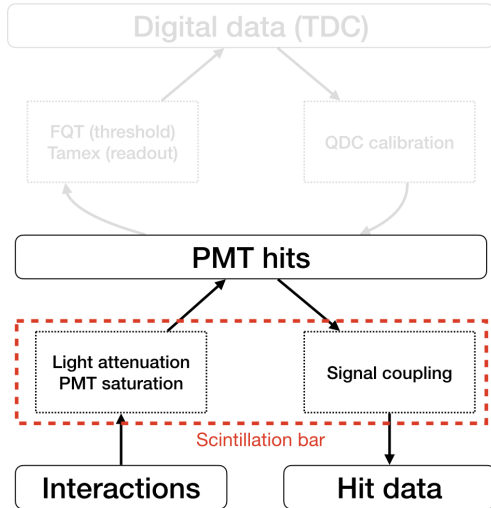 Digital data (TDC)
FQT (threshold)
Tamex (readout)
QDC calibration
PMT hits
Light attenuation
PMT saturation
Signal coupling
Scintillation bar
Interactions
Hit data